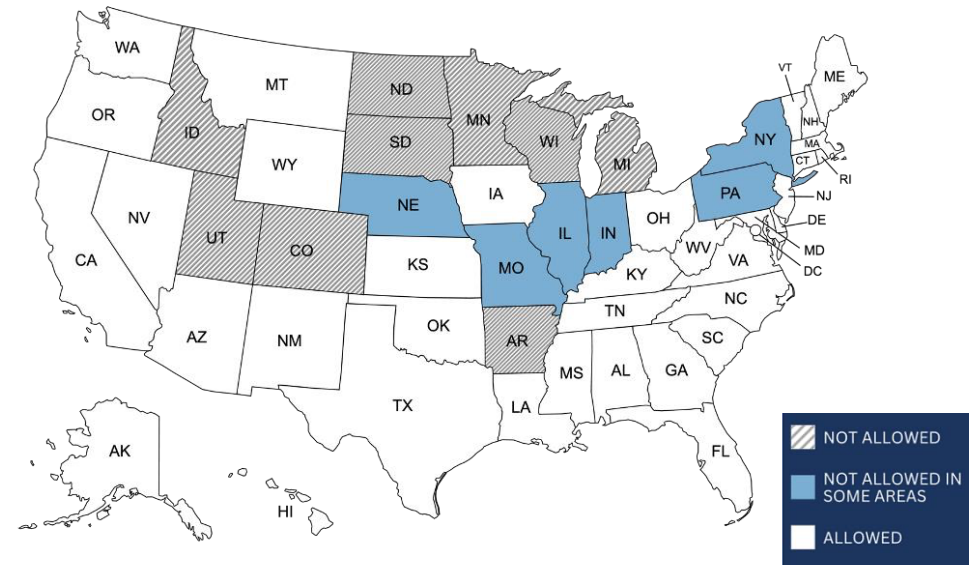 WA
MT
ND
MN
VT
ME
OR
ID
SD
WI
MI
NY
NH
MA
WY
CT
RI
IA
PA
NJ
NE
NV
OH
DE
UT
IL
IN
CO
WV
MD
CA
KS
MO
KY
VA
DC
NC
TN
OK
AZ
NM
AR
SC
MS
AL
GA
TX
LA
AK
FL
HI
NOT ALLOWED
NOT ALLOWED IN
SOME AREAS
ALLOWED